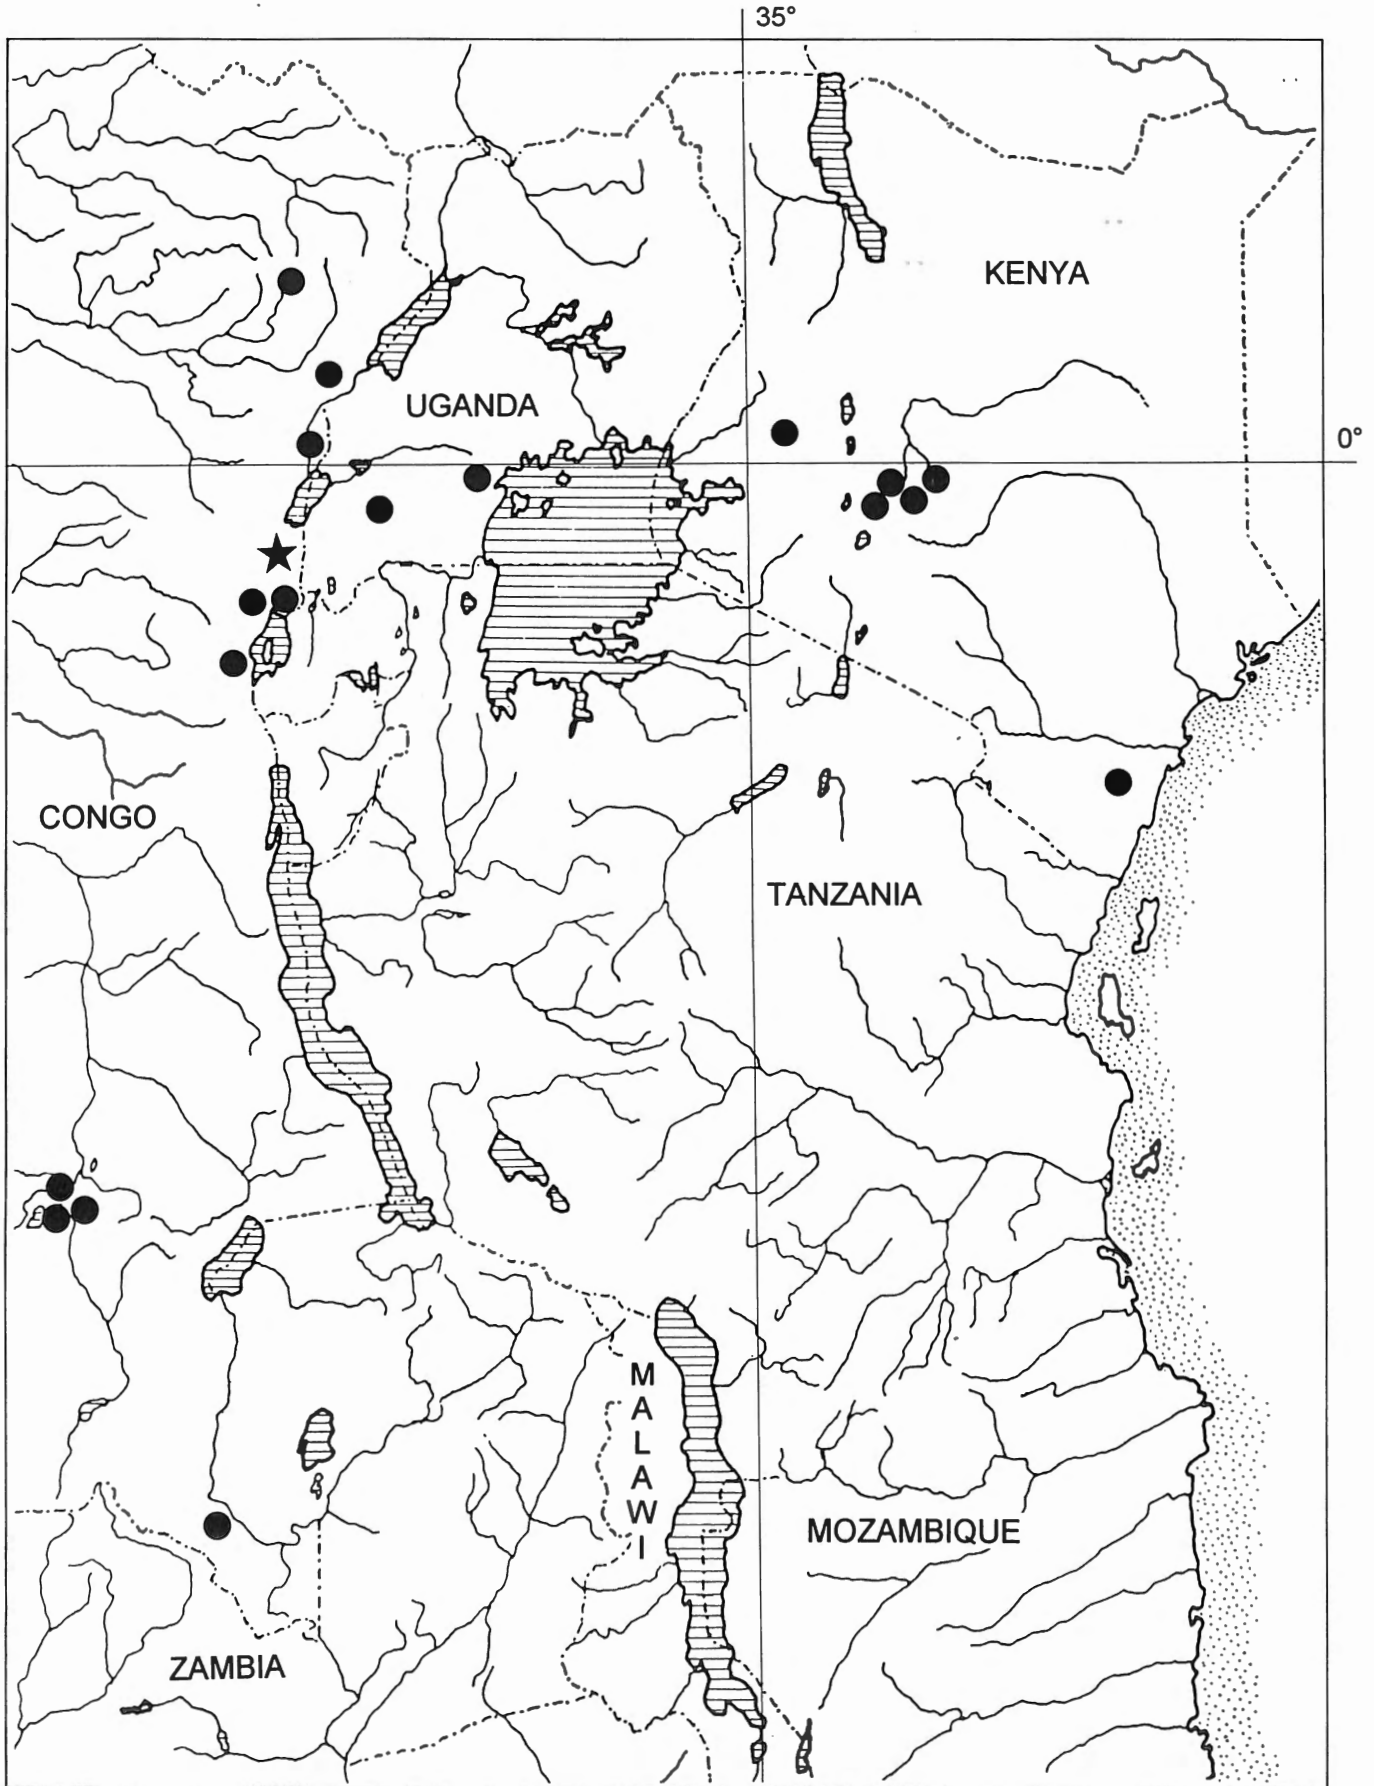 35°
KENYA
UGANDA
0°
CONGO
TANZANIA
M
A
L
A
W
I
MOZAMBIQUE
ZAMBIA